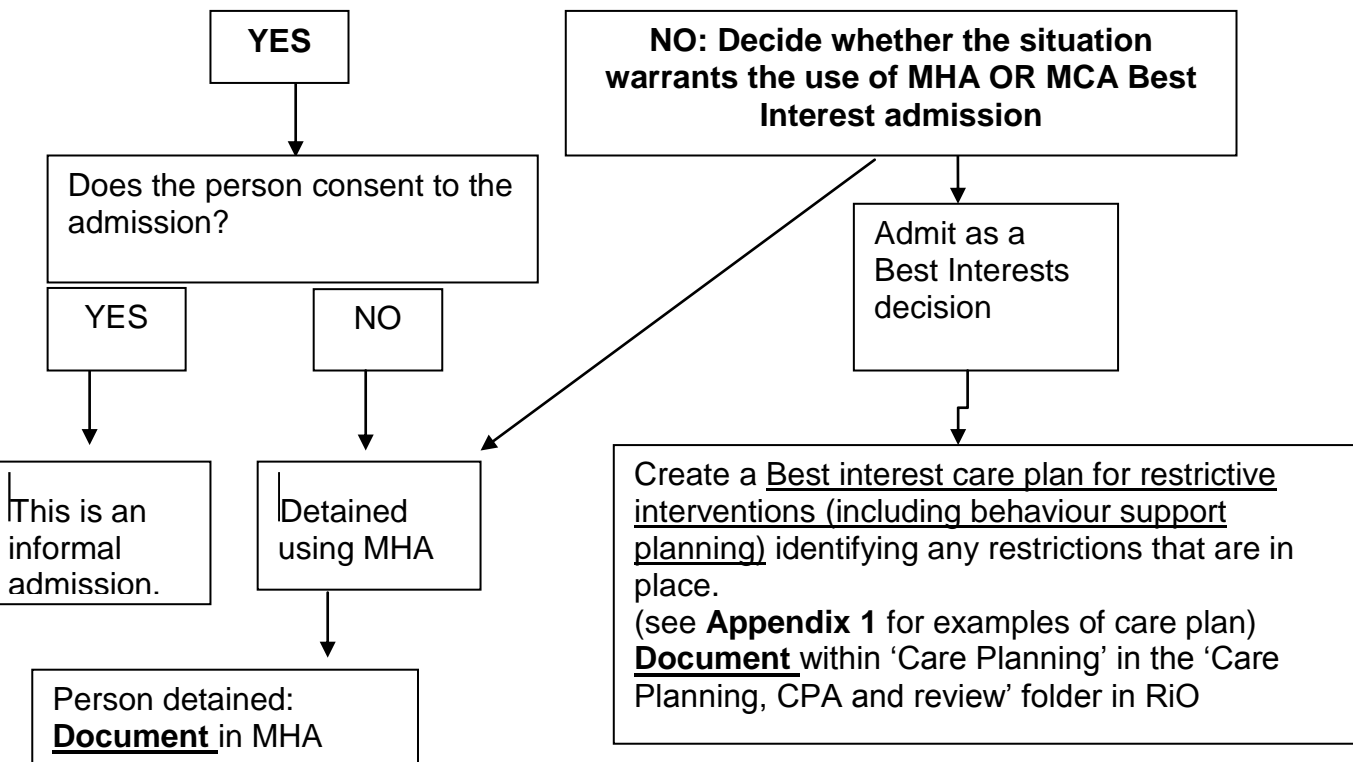 YES
NO: Decide whether the situation
warrants the use of MHA OR MCA Best
Interest admission
Does the person consent to the
admission?
YES
NO
Admit as a
Best Interests
decision
This is an
informal
admission.
Detained
using MHA
Create a Best interest care plan for restrictive
interventions (including behaviour support
planning) identifying any restrictions that are in
place.
(see Appendix 1 for examples of care plan)
Document within ‘Care Planning’ in the ‘Care
Planning, CPA and review’ folder in RiO
Person detained:
Document in MHA